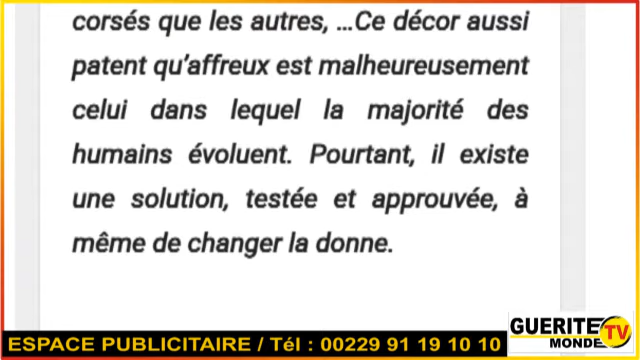 corsés que les autres, ...Ce décor aussi
patent qu'affreux est malheureusement
celui dans lequel la majorité des
humains évoluent. Pourtant, il existe
une solution, testée et approuvée, à
même de changer la donne.
ESPACE PUBLICITAIRE / Tél : 00229 91 19 10 10
GUERITE
TV
MONDE